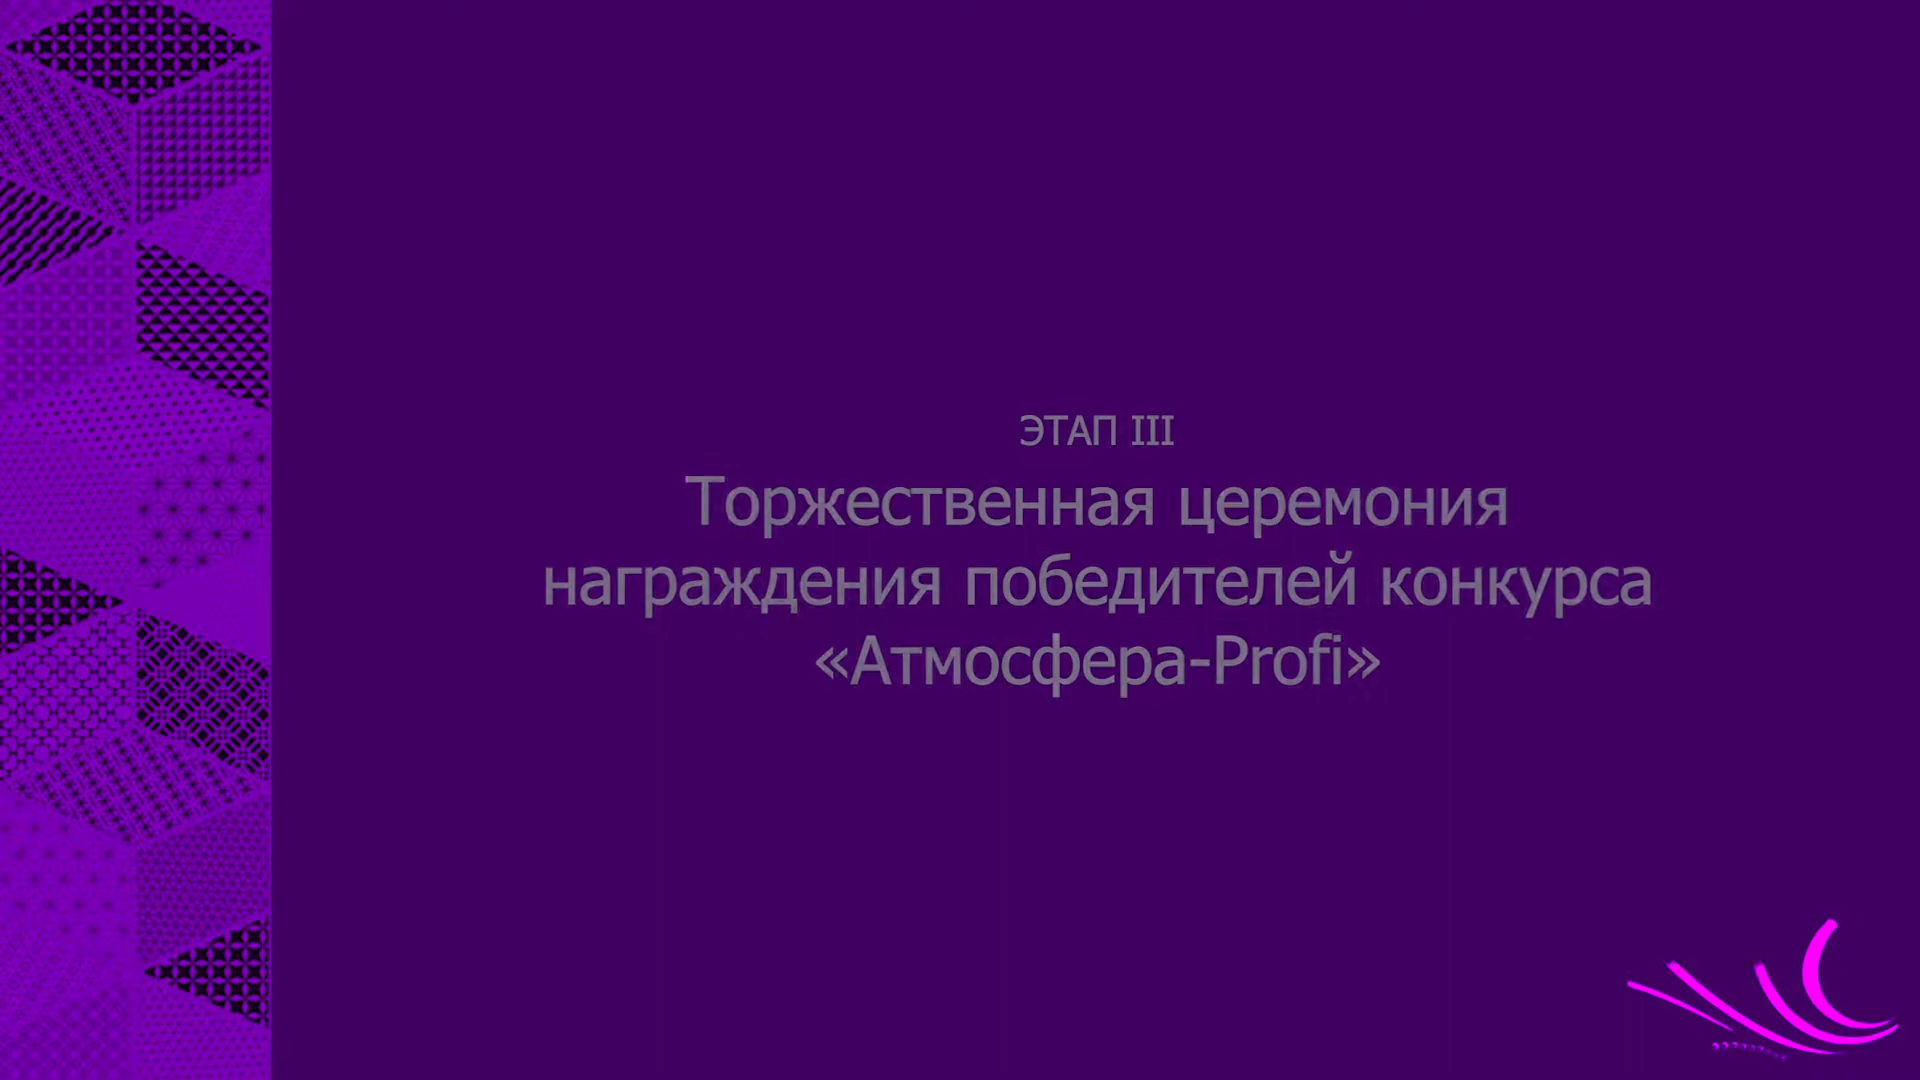 ЭТАП III
Торжественная церемония
награждения победителей конкурса
«Атмосфера-Profi»